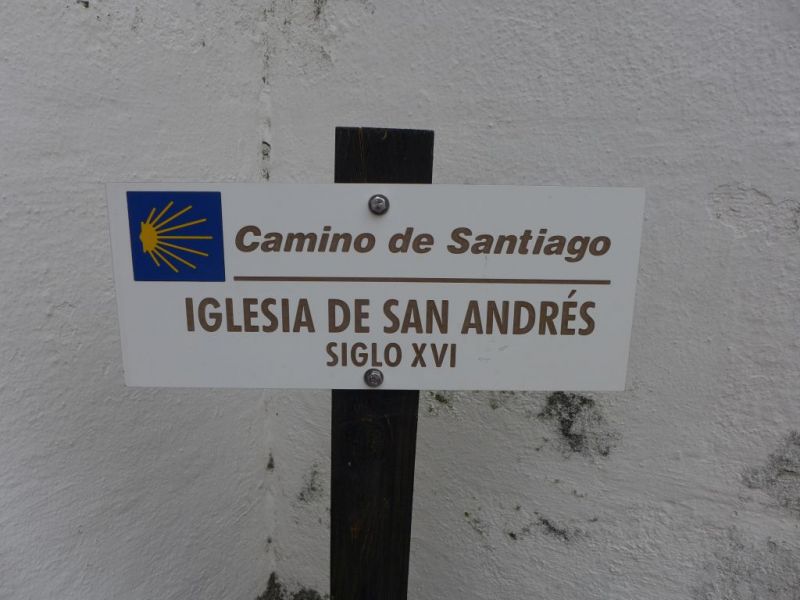 Camino de Santiago
IGLESIA DE SAN ANDRÉS
SIGLO XVI